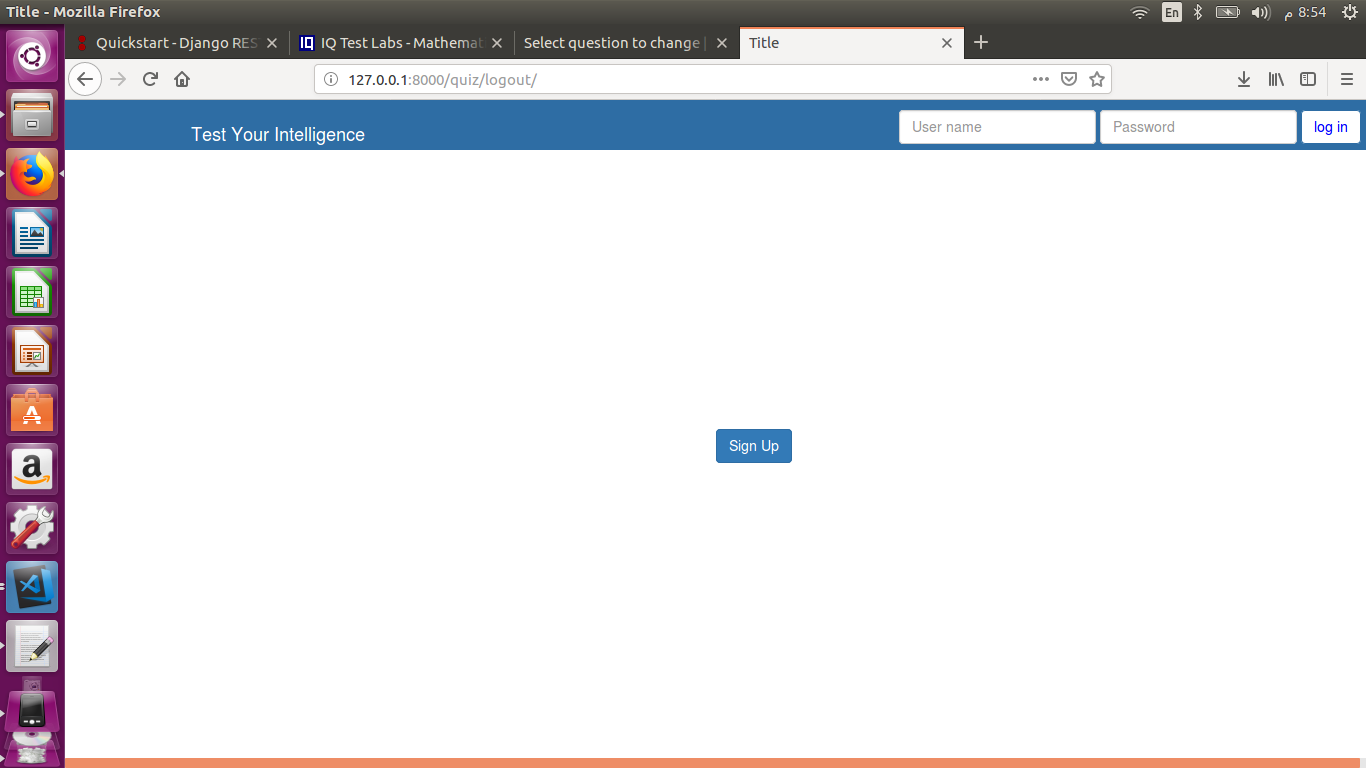 Title - Mozilla Firefox
En
8:54 م
Quickstart - Django RES
IQ
IQ Test Labs - Mathemat
Select question to change |
Title
127.0.0.1:8000/quiz/logout/
Test Your Intelligence
User name
Password
log in
Sign Up